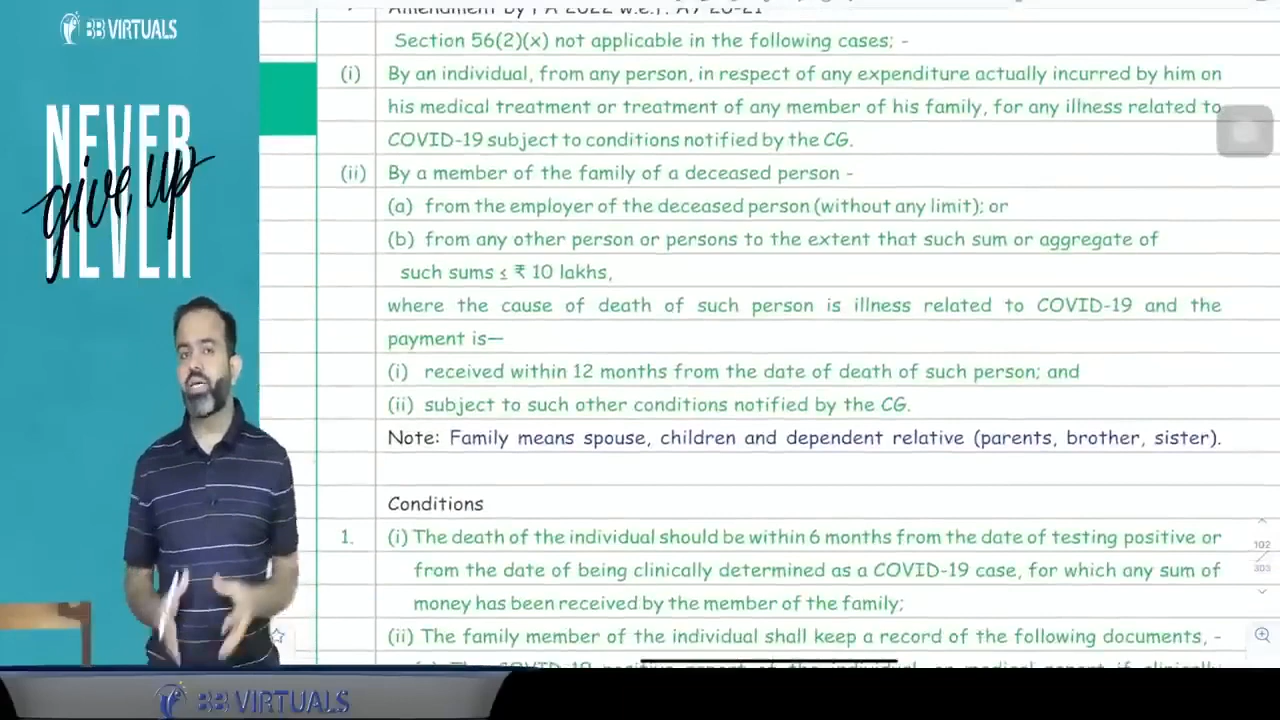 BB VIRTUALS
NEVER
give up
NEVER
Amendment by FA 2022 w.e.f. AY 20-21
Section 56(2)(x) not applicable in the following cases; -
(i) By an individual, from any person, in respect of any expenditure actually incurred by him on
his medical treatment or treatment of any member of his family, for any illness related to
COVID-19 subject to conditions notified by the CG.
(ii) By a member of the family of a deceased person -
(a) from the employer of the deceased person (without any limit); or
(b) from any other person or persons to the extent that such sum or aggregate of
such sums ≤ ₹ 10 lakhs,
where the cause of death of such person is illness related to COVID-19 and the
payment is—
(i) received within 12 months from the date of death of such person; and
(ii) subject to such other conditions notified by the CG.
Note: Family means spouse, children and dependent relative (parents, brother, sister).
Conditions
1. (i) The death of the individual should be within 6 months from the date of testing positive or
from the date of being clinically determined as a COVID-19 case, for which any sum of
money has been received by the member of the family;
(ii) The family member of the individual shall keep a record of the following documents, -
102
303
BB VIRTUALS